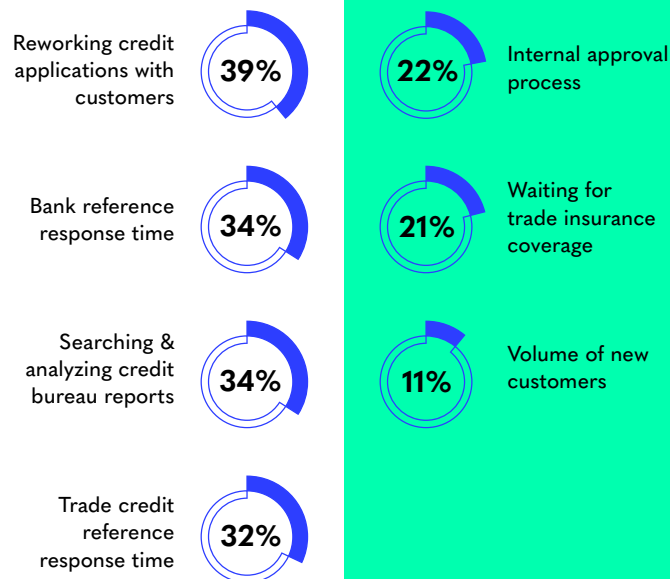 Reworking credit
applications with
customers
39%
Bank reference
response time
34%
Searching &
analyzing credit
bureau reports
34%
Trade credit
reference
response time
32%
22%
Internal approval
process
21%
Waiting for
trade insurance
coverage
11%
Volume of new
customers